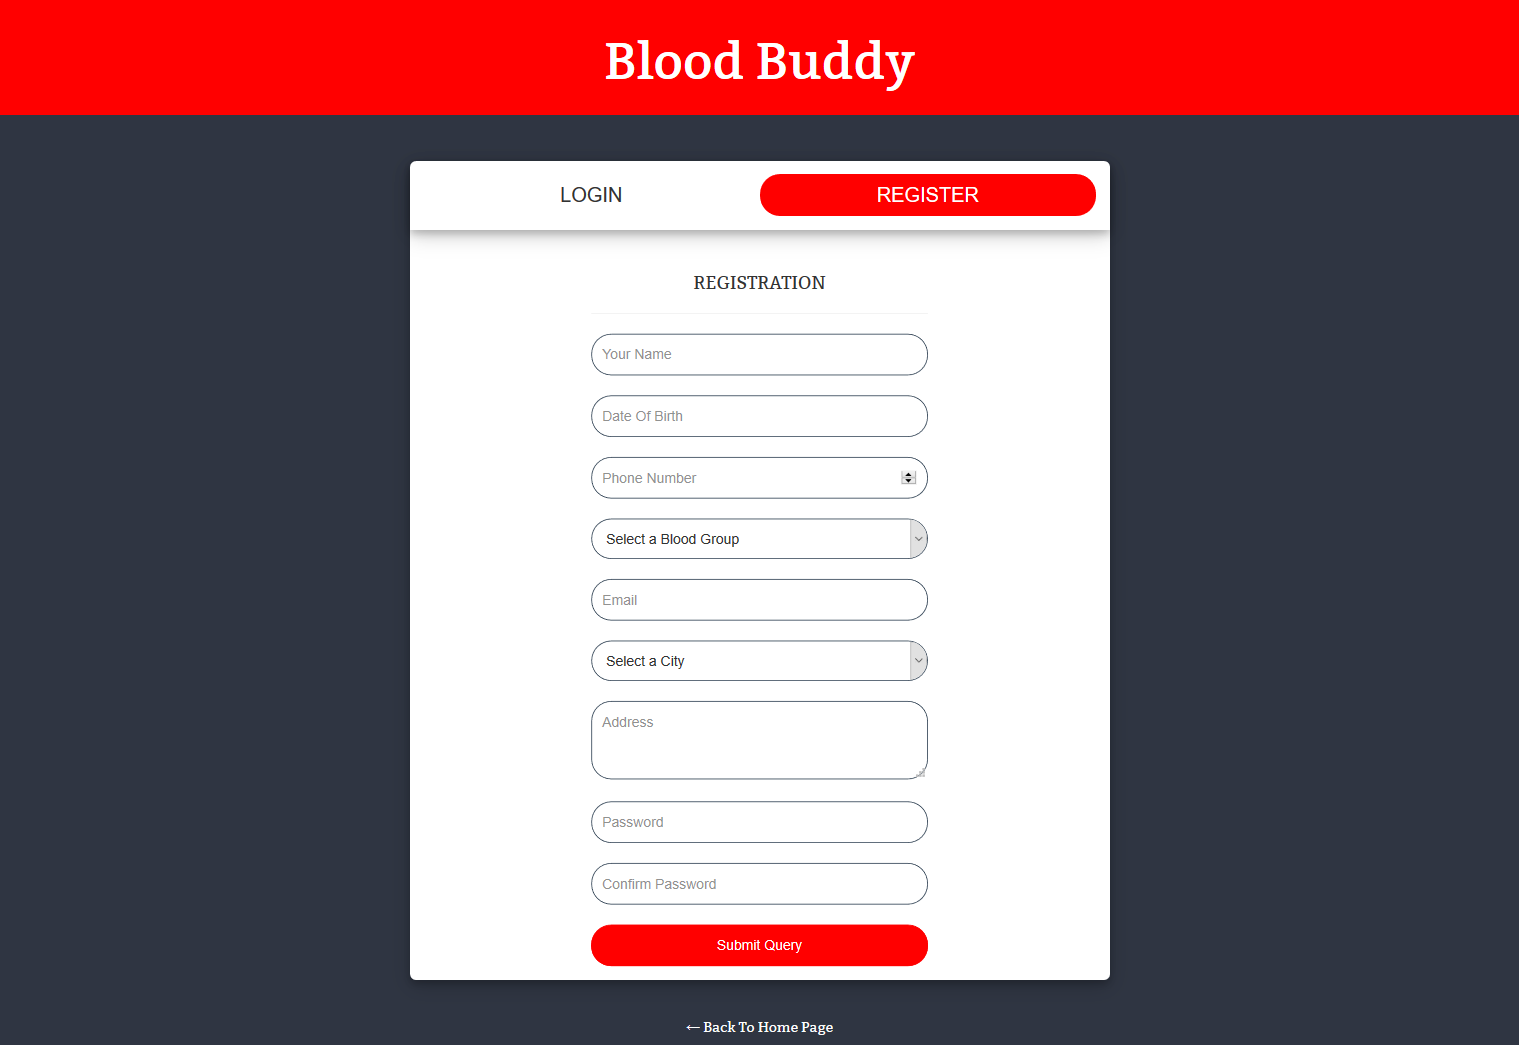 Blood Buddy
LOGIN
REGISTER
REGISTRATION
Your Name
Date Of Birth
Phone Number
Select a Blood Group
Email
Select a City
Address
Password
Confirm Password
Submit Query
← Back To Home Page